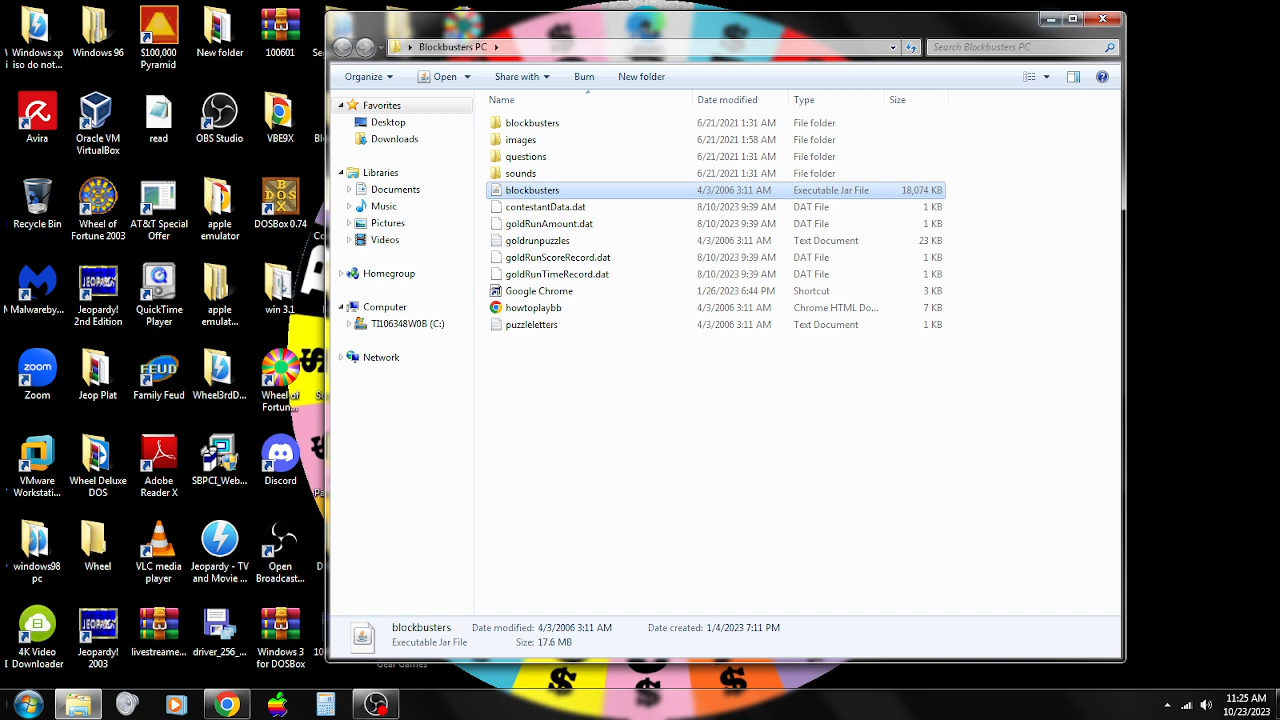 Windows xp
iso do not...
Windows 96
$100,000
Pyramid
New folder
100601
Avira
Oracle VM
VirtualBox
read
OBS Studio
VBE9X
Recycle Bin
Wheel of
Fortune 2003
AT&T Special
Offer
apple
emulator
DOSBox 0.74
Malwareby...
Jeopardy!
2nd Edition
QuickTime
Player
apple
emulat...
win 3.1
Zoom
Jeop Plat
Family Feud
Wheel3rdD...
Wheel of
Fortun...
VMware
Workstati...
Wheel Deluxe
DOS
Adobe
Reader X
SBPCI_Web...
Discord
windows98
pc
Wheel
VLC media
player
Jeopardy - TV
and Movie ...
Open
Broadcast...
4K Video
Downloader
Jeopardy!
2003
livestreame...
driver_256_...
Windows 3
for DOSBox
Blockbusters PC
Search Blockbusters PC
Organize Open Share with Burn New folder
Favorites
Desktop
Downloads
Libraries
Documents
Music
Pictures
Videos
Homegroup
Computer
TI106348W0B (C:)
Network
Name Date modified Type Size
blockbusters 6/21/2021 1:31 AM File folder
images 6/21/2021 1:58 AM File folder
questions 6/21/2021 1:31 AM File folder
sounds 6/21/2021 1:31 AM File folder
blockbusters 4/3/2006 3:11 AM Executable Jar File 18,074 KB
contestantData.dat 8/10/2023 9:39 AM DAT File 1 KB
goldRunAmount.dat 8/10/2023 9:39 AM DAT File 1 KB
goldrunpuzzles 4/3/2006 3:11 AM Text Document 23 KB
goldRunScoreRecord.dat 8/10/2023 9:39 AM DAT File 1 KB
goldRunTimeRecord.dat 8/10/2023 9:39 AM DAT File 1 KB
Google Chrome 1/26/2023 6:44 PM Shortcut 3 KB
howtoplaybb 4/3/2006 3:11 AM Chrome HTML Do... 7 KB
puzzleletters 4/3/2006 3:11 AM Text Document 1 KB
blockbusters Date modified: 4/3/2006 3:11 AM Date created: 1/4/2023 7:11 PM
Executable Jar File Size: 17.6 MB
Gear Games
11:25 AM
10/23/2023